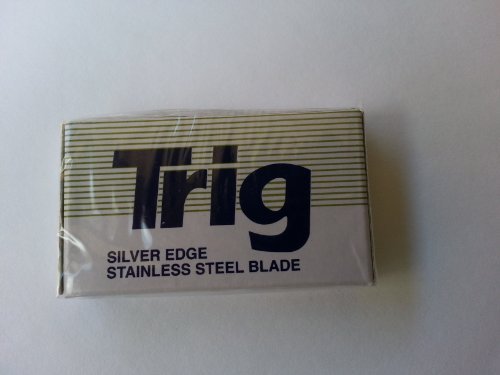 Trig
SILVER EDGE
STAINLESS STEEL BLADE